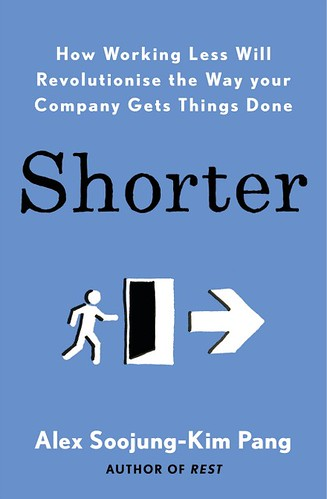 How Working Less Will
Revolutionise the Way your
Company Gets Things Done
Shorter
Alex Soojung-Kim Pang
AUTHOR OF REST